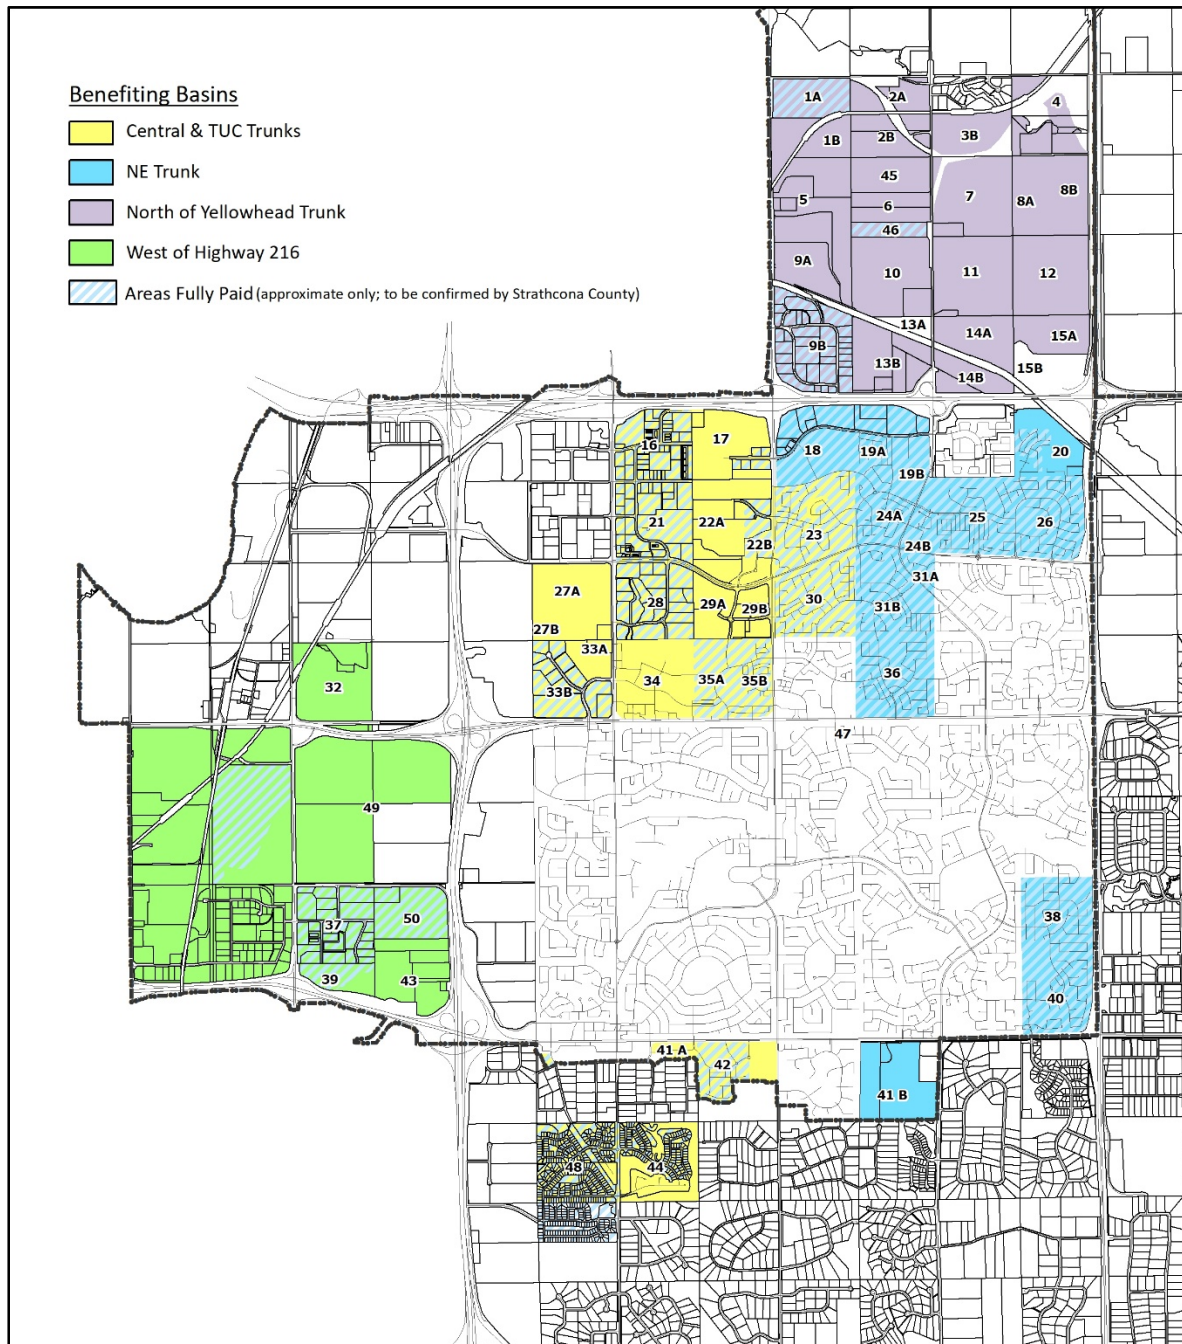 Benefiting Basins
Central & TUC Trunks
NE Trunk
North of Yellowhead Trunk
West of Highway 216
Areas Fully Paid (approximate only; to be confirmed by Strathcona County)
1A
2A
4
1B
2B
3B
45
5
6
7
8A
8B
46
9A
10
11
12
13A
14A
15A
9B
13B
14B
15B
16
17
18
19A
19B
20
21
22A
22B
23
24A
24B
25
26
27A
27B
28
29A
29B
30
31A
31B
32
33A
33B
34
35A
35B
36
47
49
37
50
38
39
43
40
41 A
42
41 B
48
44